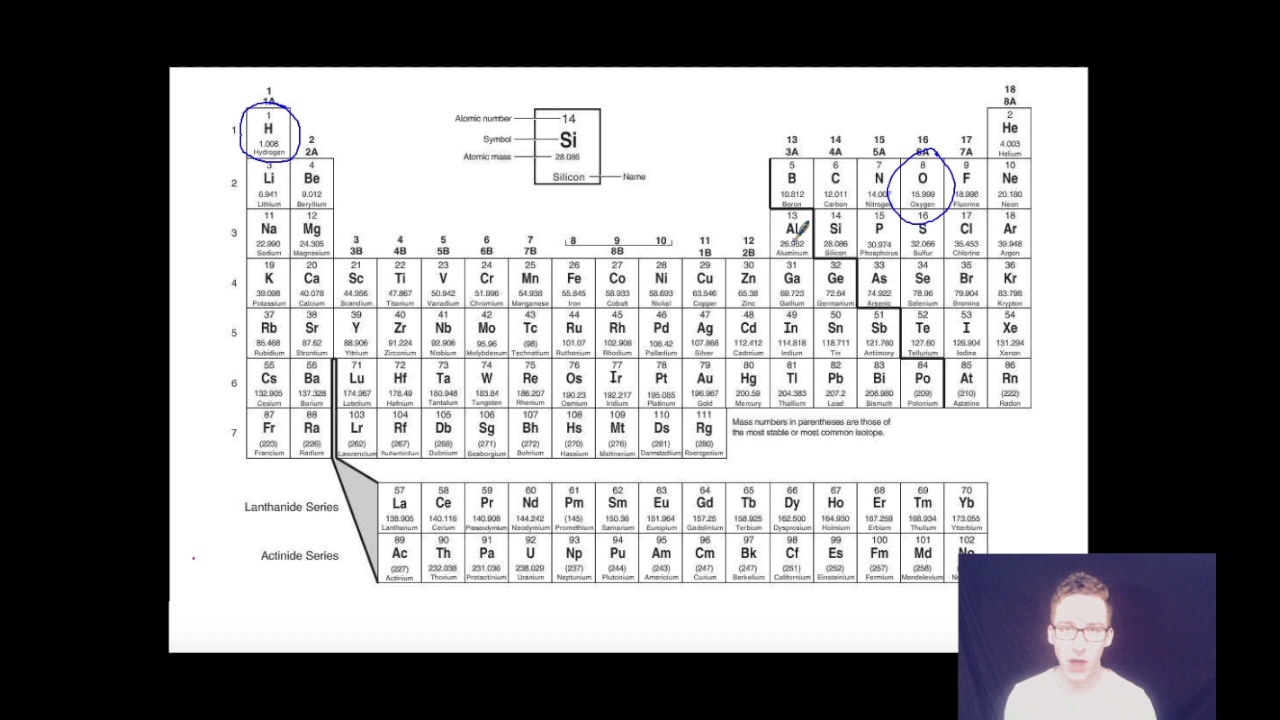 1 18
1A 8A
1 2
1 H He
1.008 4.003
Hydrogen Helium
Atomic number 14
Symbol Si
Atomic mass 28.086
Silicon Name
2 13 14 15 16 17
2A 3A 4A 5A 6A 7A
3 4 5 6 7 8 9 10
2 Li Be B C N O F Ne
6.941 9.012 10.812 12.011 14.007 15.999 18.998 20.180
Lithium Beryllium Boron Carbon Nitrogen Oxygen Fluorine Neon
11 12 13 14 15 16 17 18
3 Na Mg Al Si P S Cl Ar
22.990 24.305 26.982 28.086 30.974 32.066 35.453 39.948
Sodium Magnesium Aluminum Silicon Phosphorus Sulfur Chlorine Argon
3 4 5 6 7 8 9 10 11 12
3B 4B 5B 6B 7B 8B 1B 2B
19 20 21 22 23 24 25 26 27 28 29 30 31 32 33 34 35 36
4 K Ca Sc Ti V Cr Mn Fe Co Ni Cu Zn Ga Ge As Se Br Kr
39.098 40.078 44.956 47.867 50.942 51.996 54.938 55.845 58.933 58.693 63.546 65.38 69.723 72.64 74.922 78.96 79.904 83.798
Potassium Calcium Scandium Titanium Vanadium Chromium Manganese Iron Cobalt Nickel Copper Zinc Gallium Germanium Arsenic Selenium Bromine Krypton
37 38 39 40 41 42 43 44 45 46 47 48 49 50 51 52 53 54
5 Rb Sr Y Zr Nb Mo Tc Ru Rh Pd Ag Cd In Sn Sb Te I Xe
85.468 87.62 88.906 91.224 92.906 95.96 (98) 101.07 102.906 106.42 107.868 112.412 114.818 118.711 121.760 127.60 126.904 131.294
Rubidium Strontium Yttrium Zirconium Niobium Molybdenum Technetium Ruthenium Rhodium Palladium Silver Cadmium Indium Tin Antimony Tellurium Iodine Xenon
55 56 71 72 73 74 75 76 77 78 79 80 81 82 83 84 85 86
6 Cs Ba Lu Hf Ta W Re Os Ir Pt Au Hg Tl Pb Bi Po At Rn
132.905 137.328 174.967 178.49 180.948 183.84 186.207 190.23 192.217 195.085 196.967 200.59 204.383 207.2 208.980 (209) (210) (222)
Cesium Barium Lutetium Hafnium Tantalum Tungsten Rhenium Osmium Iridium Platinum Gold Mercury Thallium Lead Bismuth Polonium Astatine Radon
87 88 103 104 105 106 107 108 109 110 111
7 Fr Ra Lr Rf Db Sg Bh Hs Mt Ds Rg
(223) (226) (262) (267) (268) (271) (272) (270) (276) (281) (280)
Francium Radium Lawrencium Rutherfordium Dubnium Seaborgium Bohrium Hassium Meitnerium Darmstadtium Roentgenium
Mass numbers in parentheses are those of
the most stable or most common isotope.
57 58 59 60 61 62 63 64 65 66 67 68 69 70
Lanthanide Series La Ce Pr Nd Pm Sm Eu Gd Tb Dy Ho Er Tm Yb
138.905 140.116 140.908 144.242 (145) 150.36 151.964 157.25 158.925 162.500 164.930 167.259 168.934 173.055
Lanthanum Cerium Praseodymium Neodymium Promethium Samarium Europium Gadolinium Terbium Dysprosium Holmium Erbium Thulium Ytterbium
89 90 91 92 93 94 95 96 97 98 99 100 101 102
Actinide Series Ac Th Pa U Np Pu Am Cm Bk Cf Es Fm Md No
(227) 232.038 231.036 238.029 (237) (244) (243) (247) (247) (251) (252) (257) (258)
Actinium Thorium Protactinium Uranium Neptunium Plutonium Americium Curium Berkelium Californium Einsteinium Fermium Mendelevium